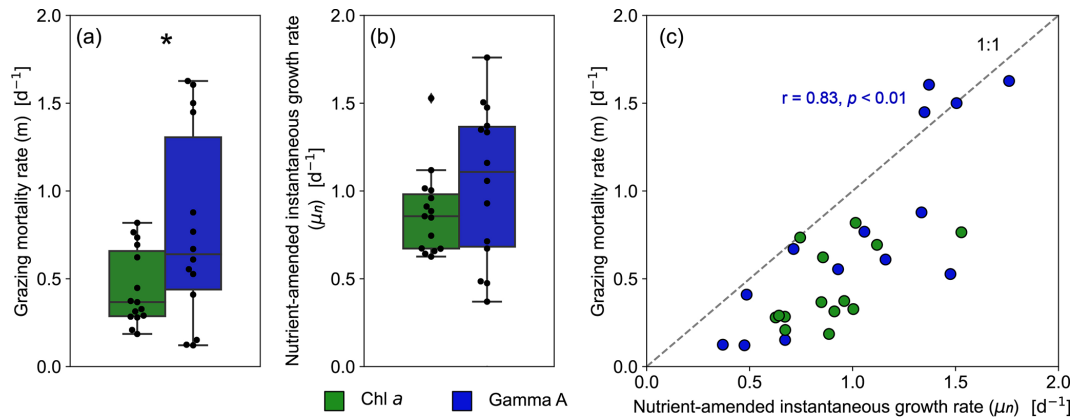 (a)
*
Grazing mortality rate (m) [d⁻¹]
2.0
1.5
1.0
0.5
0.0
(b)
Nutrient-amended instantaneous growth rate
(μn) [d⁻¹]
2.0
1.5
1.0
0.5
0.0
(c)
1:1
r = 0.83, p < 0.01
Grazing mortality rate (m) [d⁻¹]
2.0
1.5
1.0
0.5
0.0
0.0 0.5 1.0 1.5 2.0
Nutrient-amended instantaneous growth rate (μn) [d⁻¹]
Chl a
Gamma A